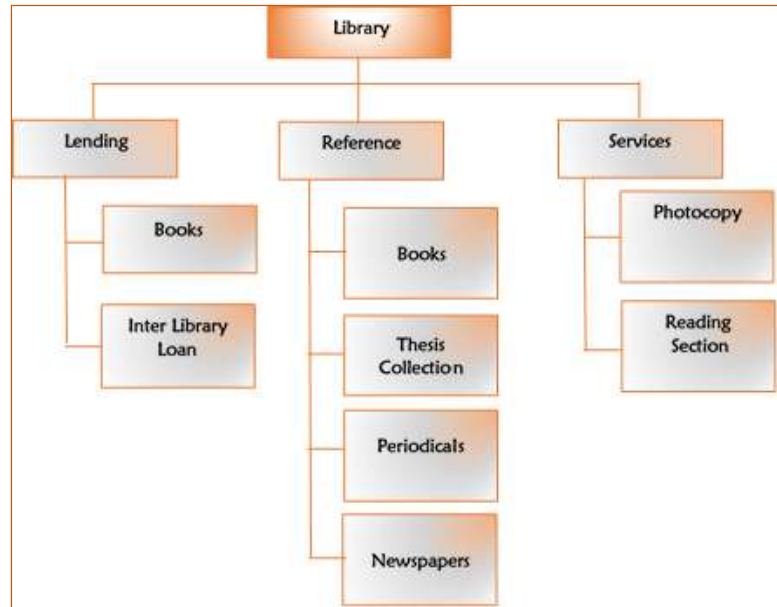 Library
Lending
Reference
Services
Books
Inter Library
Loan
Books
Thesis
Collection
Periodicals
Newspapers
Photocopy
Reading
Section